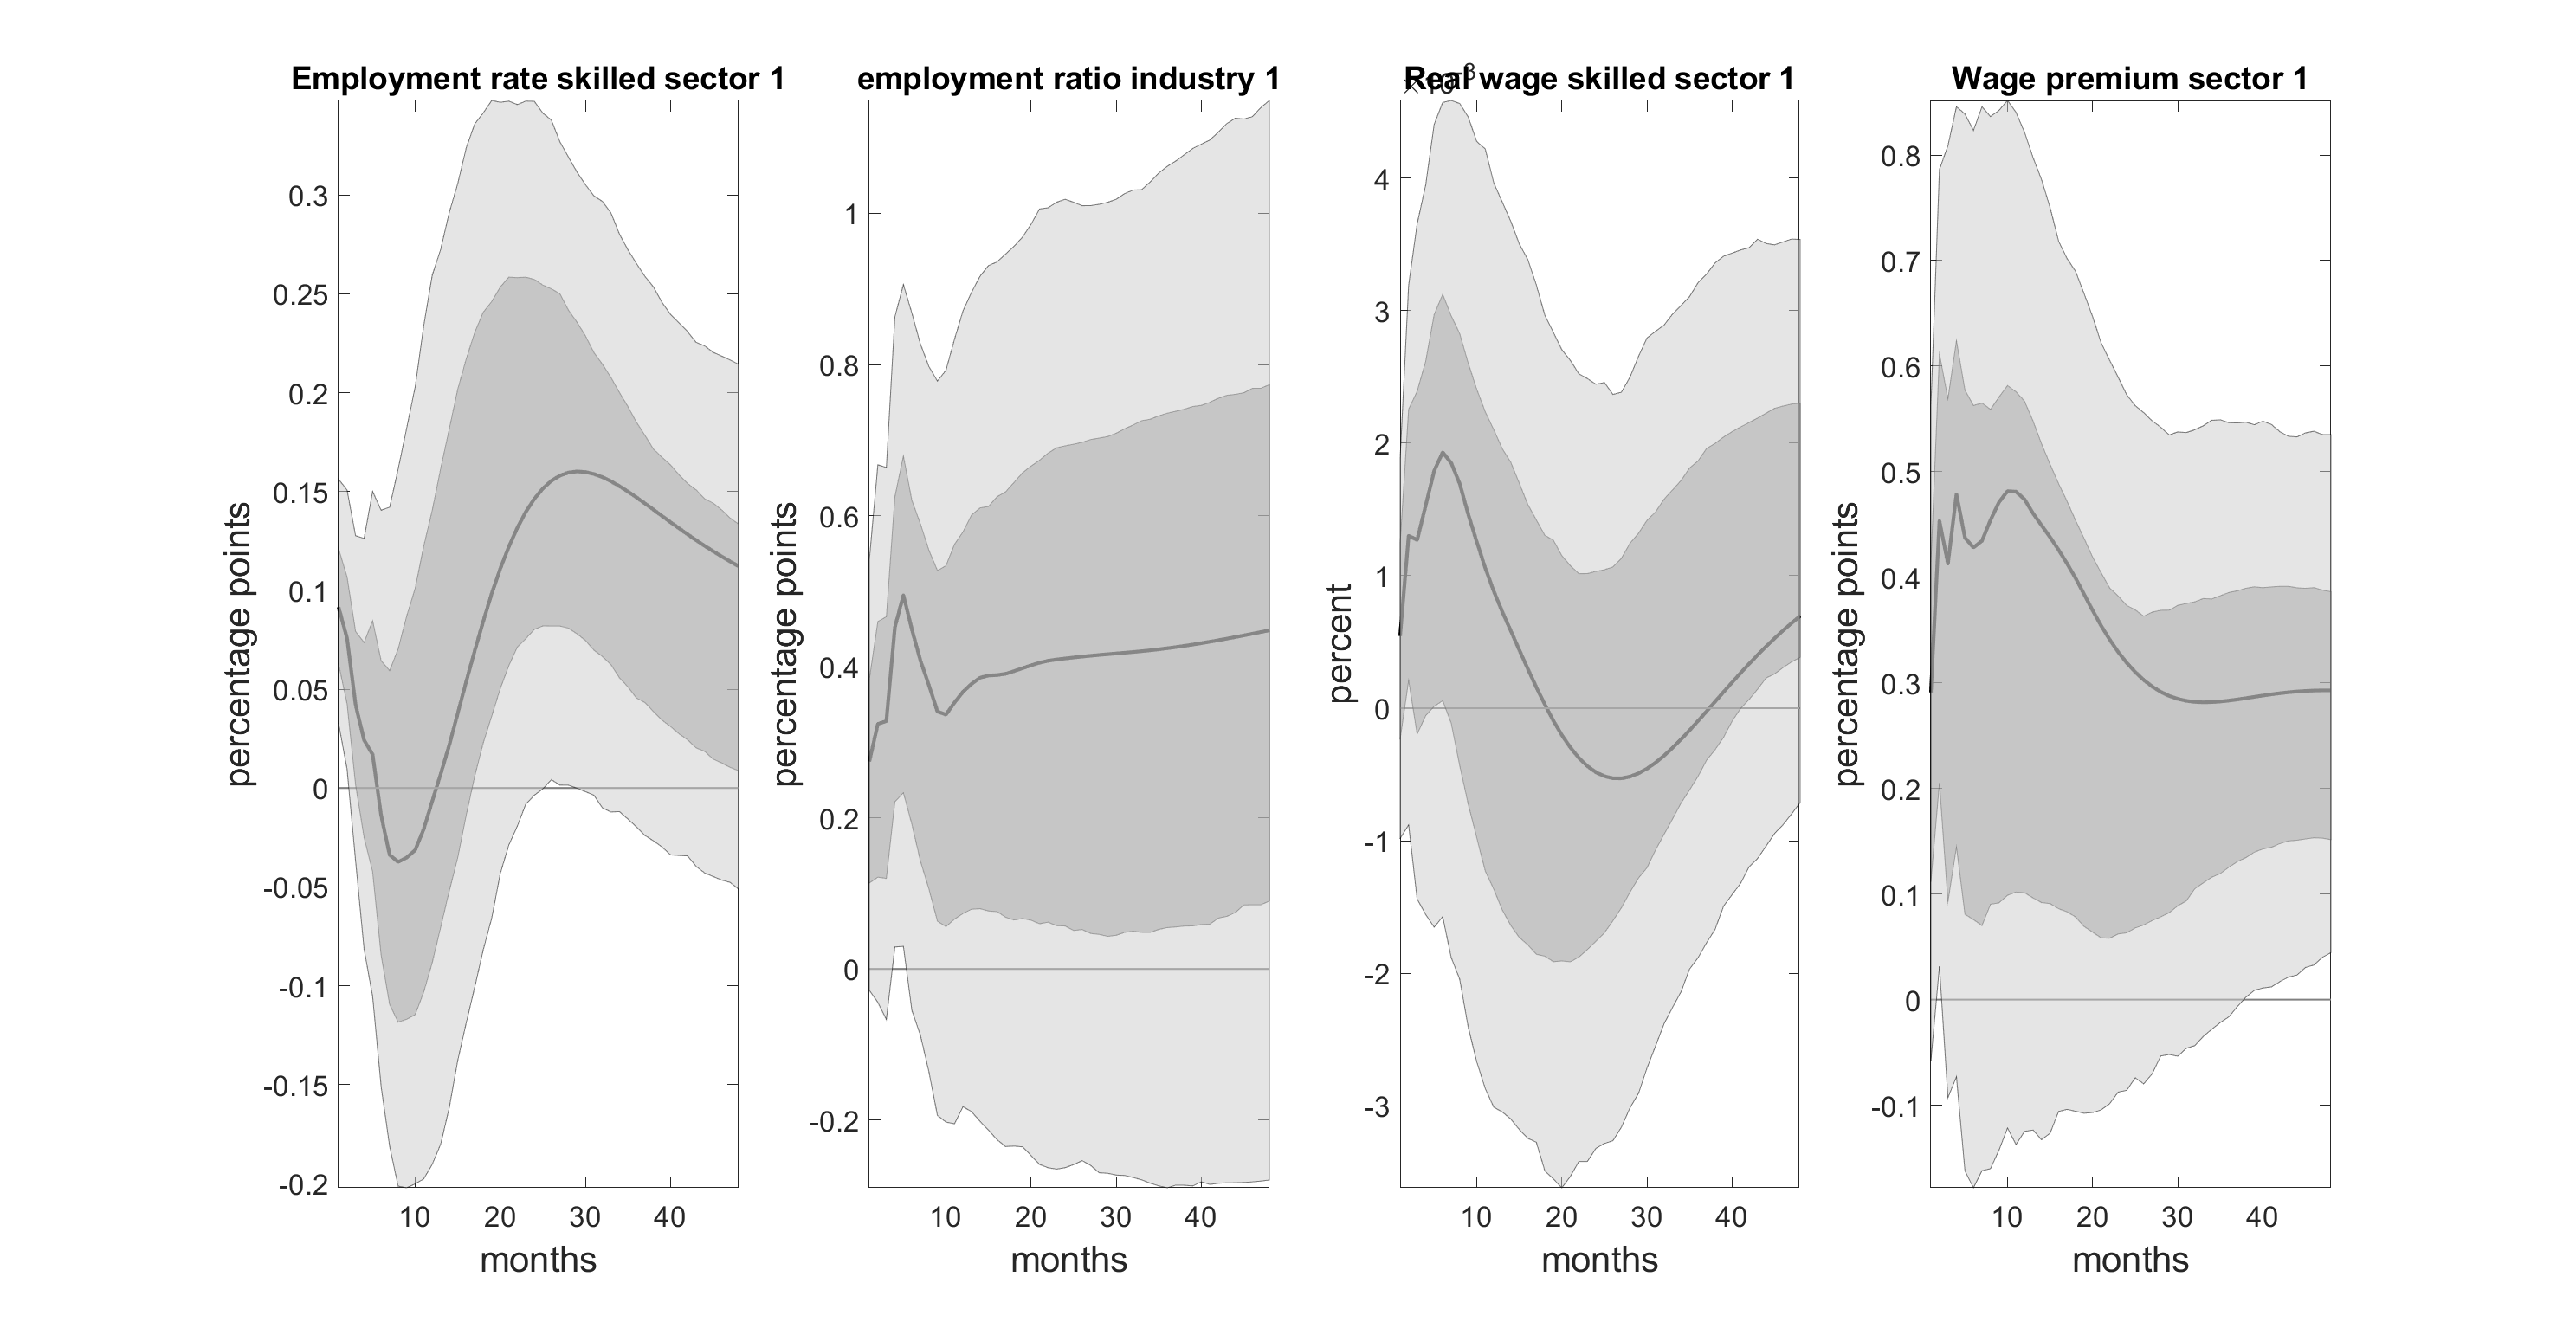 Employment rate skilled sector 1
percentage points
0.3
0.25
0.2
0.15
0.1
0.05
0
-0.05
-0.1
-0.15
-0.2
10 20 30 40
months
employment ratio industry 1
percentage points
1
0.8
0.6
0.4
0.2
0
-0.2
10 20 30 40
months
Real wage skilled sector 1
percent
4
3
2
1
0
-1
-2
-3
10 20 30 40
months
Wage premium sector 1
percentage points
0.8
0.7
0.6
0.5
0.4
0.3
0.2
0.1
0
-0.1
10 20 30 40
months